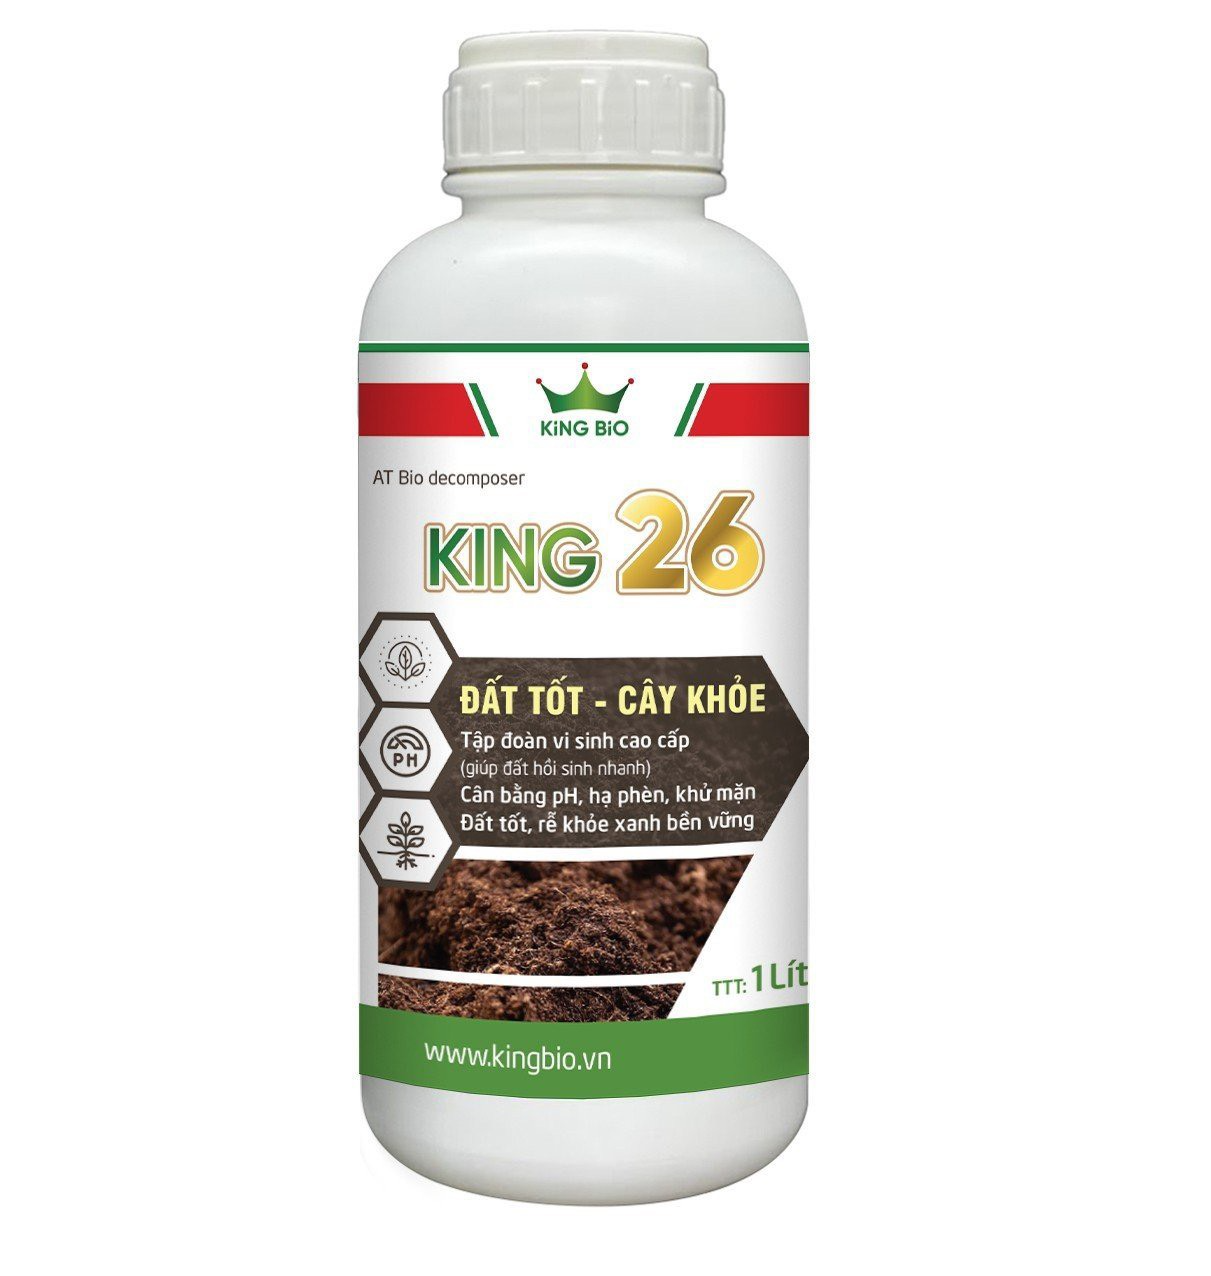 KiNG BiO
AT Bio decomposer
KING 26
ĐẤT TỐT - CÂY KHỎE
Tập đoàn vi sinh cao cấp
(giúp đất hồi sinh nhanh)
PH
Cân bằng pH, hạ phèn, khử mặn
Đất tốt, rễ khỏe xanh bền vững
TTT: 1 Lít
www.kingbio.vn